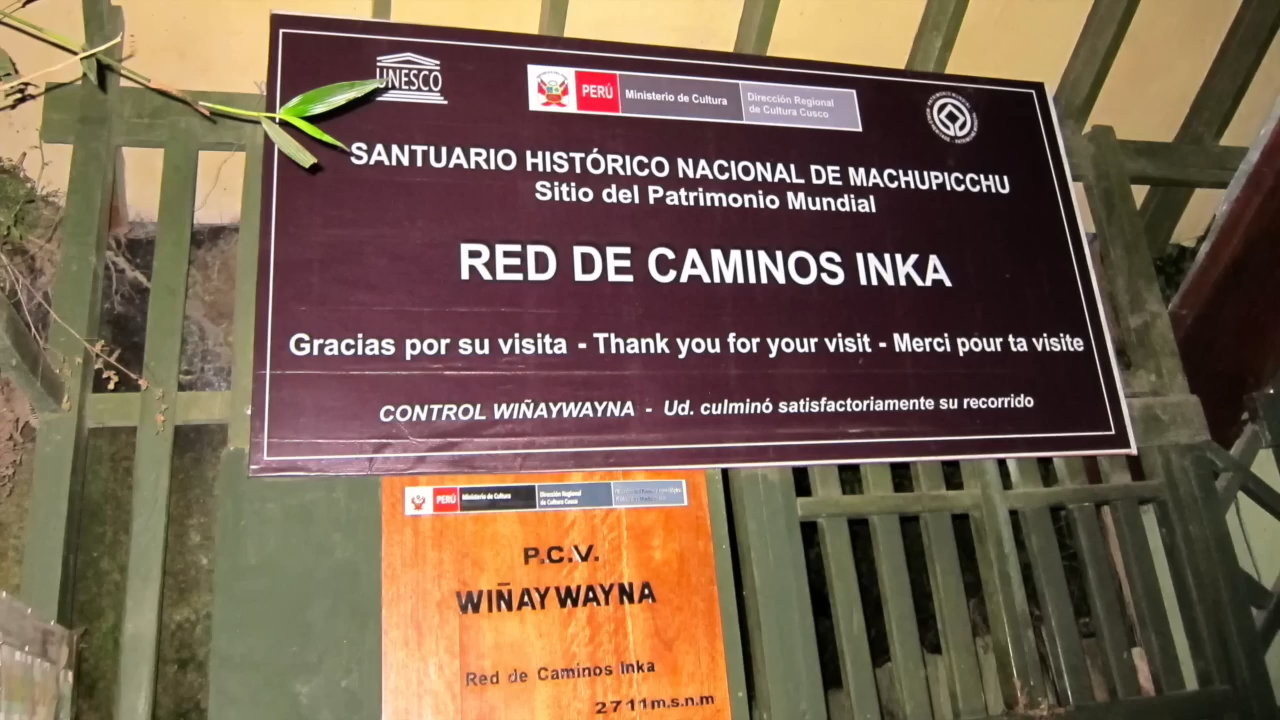 UNESCO
PERÚ Ministerio de Cultura Dirección Regional
de Cultura Cusco
SANTUARIO HISTÓRICO NACIONAL DE MACHUPICCHU
Sitio del Patrimonio Mundial
RED DE CAMINOS INKA
Gracias por su visita - Thank you for your visit - Merci pour ta visite
CONTROL WIÑAYWAYNA - Ud. culminó satisfactoriamente su recorrido
PERÚ Ministerio de Cultura Dirección Regional
de Cultura Cusco
P.C.V.
WIÑAYWAYNA
Red de Caminos Inka
2711m.s.n.m